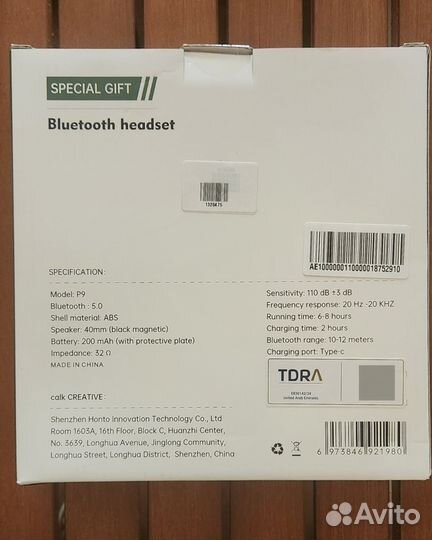 SPECIAL GIFT
Bluetooth headset
1328475
AE1000000110000018752910
SPECIFICATION:
Model: P9
Bluetooth : 5.0
Shell material: ABS
Speaker: 40mm (black magnetic)
Battery: 200 mAh (with protective plate)
Impedance: 32 Ω
MADE IN CHINA
Sensitivity: 110 dB ±3 dB
Frequency response: 20 Hz -20 KHZ
Running time: 6-8 hours
Charging time: 2 hours
Bluetooth range: 10-12 meters
Charging port: Type-c
TDRA
United Arab Emirates
calk CREATIVE:
Shenzhen Honto Innovation Technology Co., Ltd
Room 1603A, 16th Floor, Block C, Huanzhi Center,
No. 3639, Longhua Avenue, Jinglong Community,
Longhua Street, Longhua District, Shenzhen, China
6 973846 921980
Avito